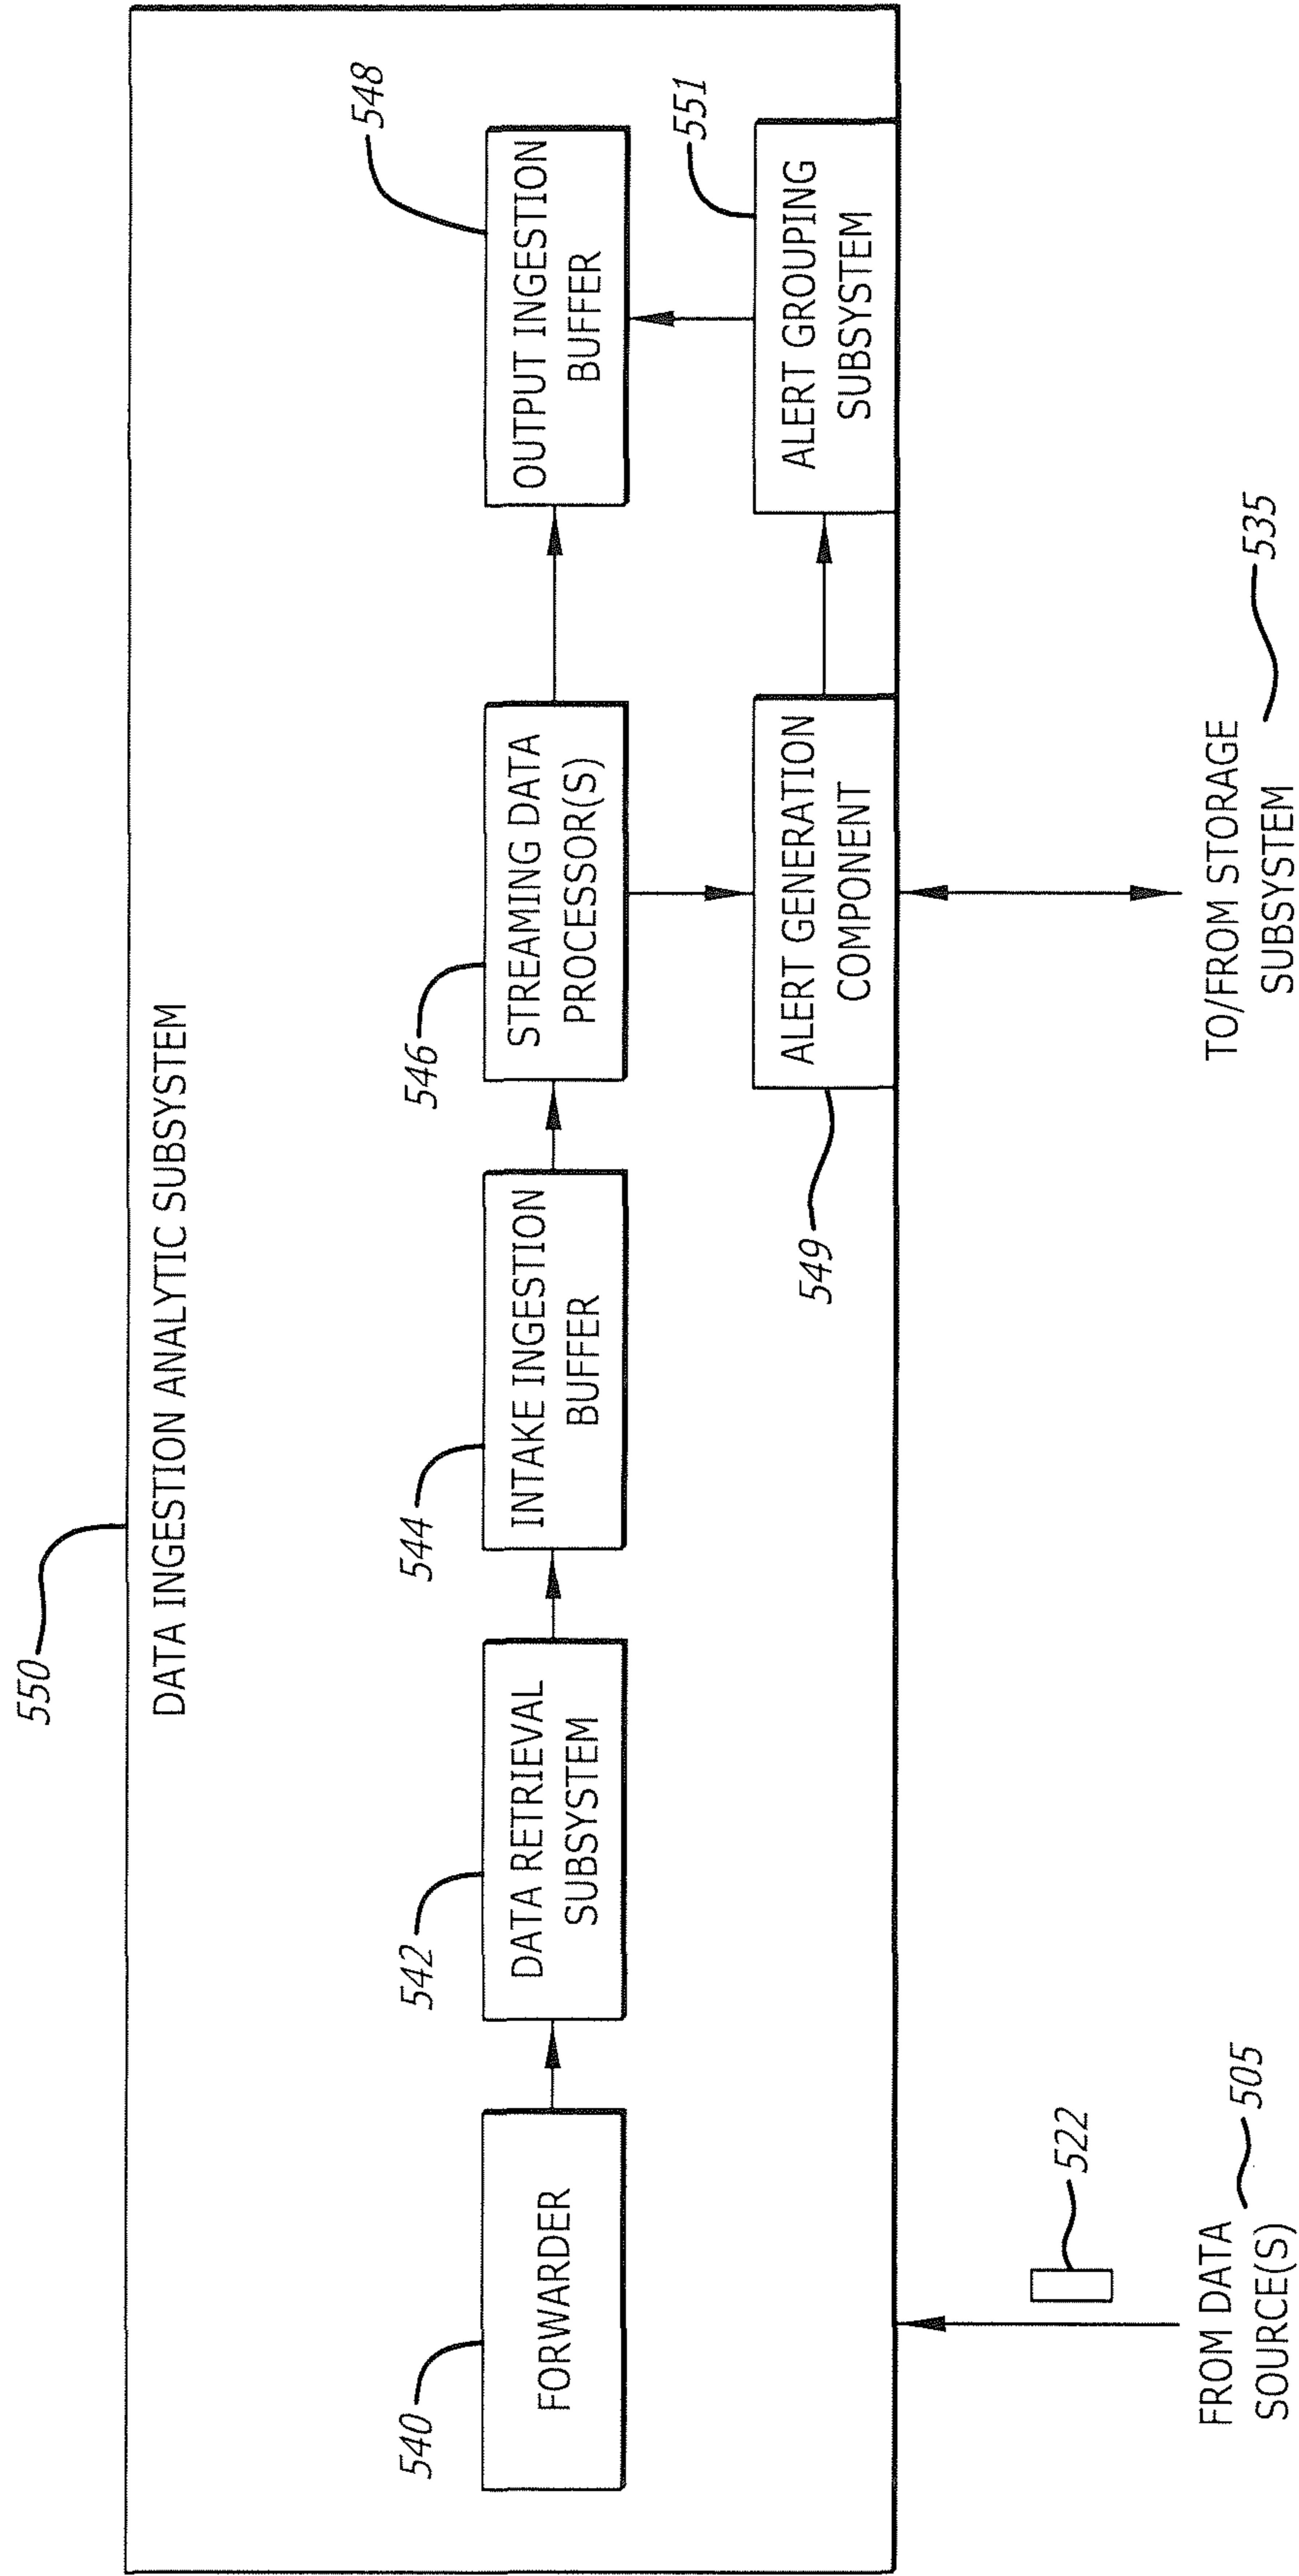 550
DATA INGESTION ANALYTIC SUBSYSTEM
540
FORWARDER
542
DATA RETRIEVAL
SUBSYSTEM
544
INTAKE INGESTION
BUFFER
546
STREAMING DATA
PROCESSOR(S)
548
OUTPUT INGESTION
BUFFER
549
ALERT GENERATION
COMPONENT
551
ALERT GROUPING
SUBSYSTEM
522
FROM DATA
SOURCE(S)
505
TO/FROM STORAGE
SUBSYSTEM
535